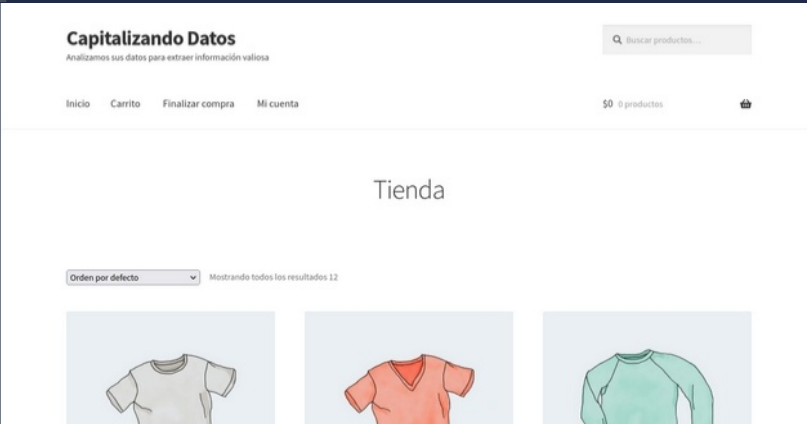 Capitalizando Datos
Analizamos sus datos para extraer información valiosa
Buscar productos...
Inicio Carrito Finalizar compra Mi cuenta
$0 0 productos
Tienda
Orden por defecto
Mostrando todos los resultados 12